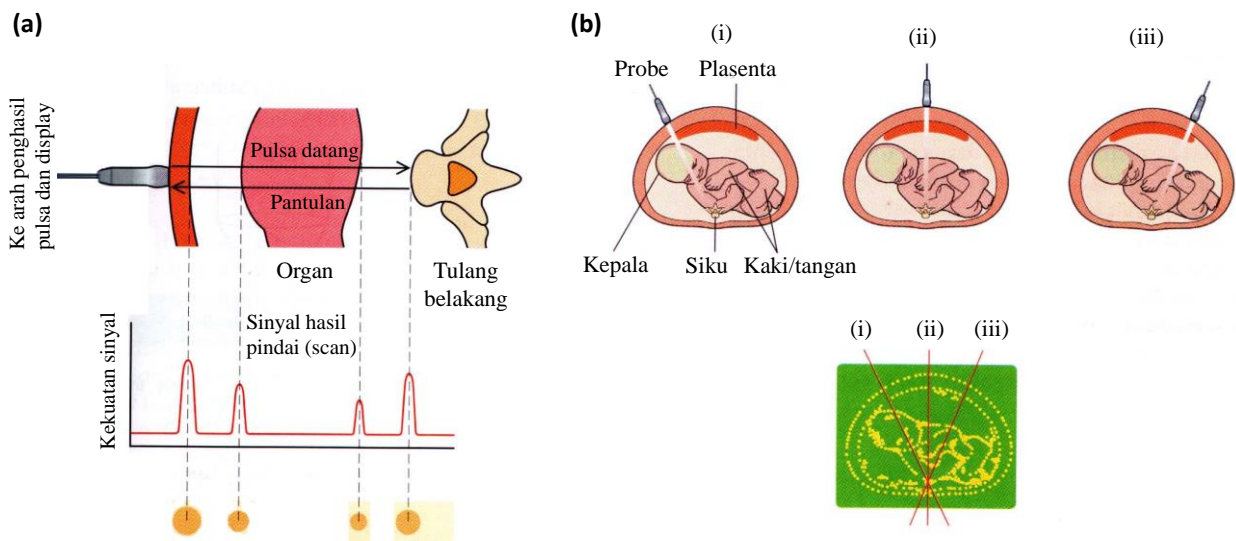 (a)
Ke arah penghasil
pulsa dan display
Pulsa datang
Pantulan
Organ
Tulang
belakang
Kekuatan sinyal
Sinyal hasil
pindai (scan)
(b)
(i)
(ii)
(iii)
Probe
Plasenta
Kepala
Siku
Kaki/tangan
(i)
(ii)
(iii)